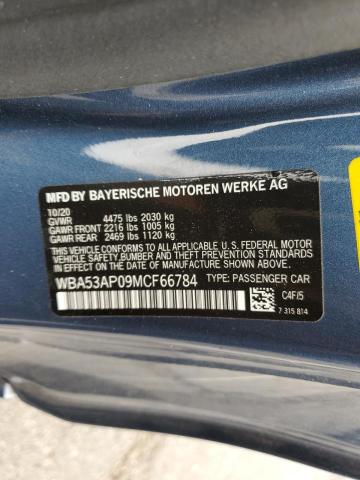 MFD BY BAYERISCHE MOTOREN WERKE AG
10/20
GVWR 4475 lbs 2030 kg
GAWR FRONT 2216 lbs 1005 kg
GAWR REAR 2469 lbs 1120 kg
THIS VEHICLE CONFORMS TO ALL APPLICABLE U. S. FEDERAL MOTOR
VEHICLE SAFETY, BUMPER AND THEFT PREVENTION STANDARDS
IN EFFECT ON THE DATE OF MANUFACTURE SHOWN ABOVE.
WBA53AP09MCF66784 TYPE: PASSENGER CAR
C4F/5
7 315 814